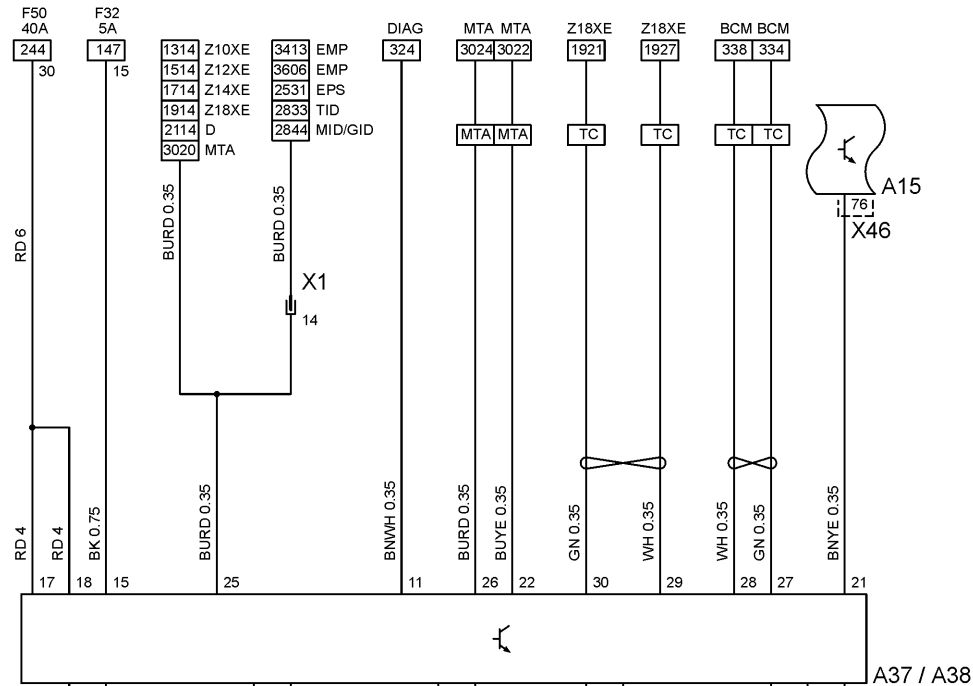 F50 F32
40A 5A DIAG MTA MTA Z18XE Z18XE BCM BCM
244 147 1314 Z10XE 3413 EMP 324 3024 3022 1921 1927 338 334
30 15 1514 Z12XE 3606 EMP
1714 Z14XE 2531 EPS
1914 Z18XE 2833 TID
2114 D 2844 MID/GID MTA MTA TC TC TC TC
3020 MTA
A15
76
X46
RD 6 BURD 0.35 BURD 0.35
X1
14
RD 4 RD 4 BK 0.75 BURD 0.35 BNWH 0.35 BURD 0.35 BUYE 0.35 GN 0.35 WH 0.35 WH 0.35 GN 0.35 BNYE 0.35
17 18 15 25 11 26 22 30 29 28 27 21
A37 / A38